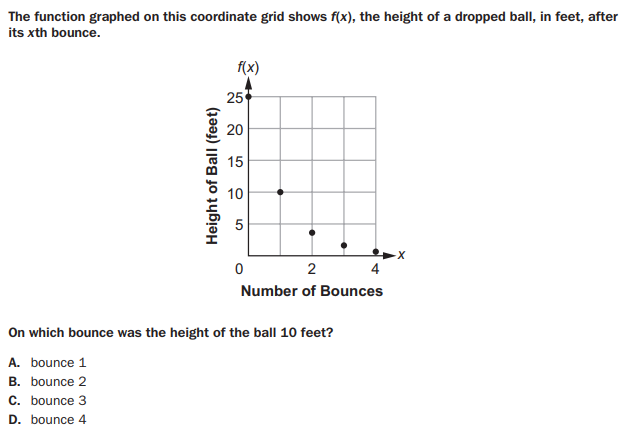 The function graphed on this coordinate grid shows f(x), the height of a dropped ball, in feet, after
its xth bounce.
f(x)
25
20
15
10
5
Height of Ball (feet)
x
0 2 4
Number of Bounces
On which bounce was the height of the ball 10 feet?
A. bounce 1
B. bounce 2
C. bounce 3
D. bounce 4